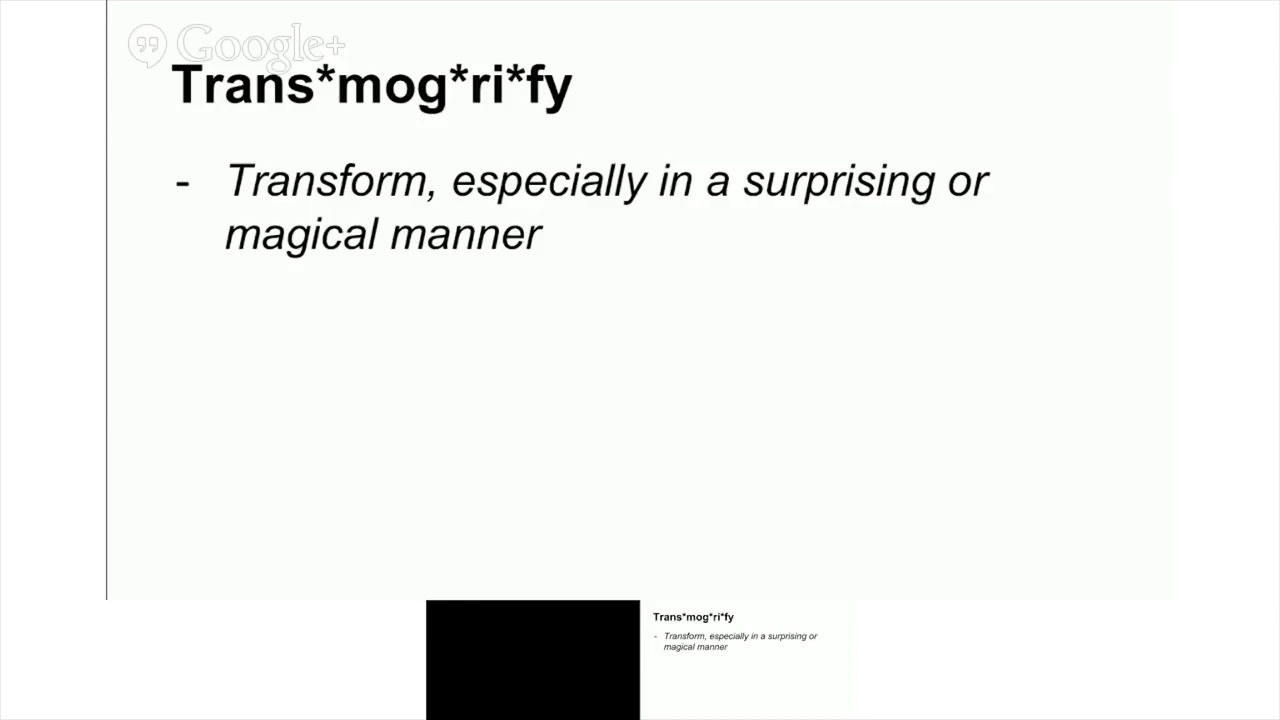 Google+
Trans*mog*ri*fy
- Transform, especially in a surprising or
magical manner
Trans*mog*ri*fy
- Transform, especially in a surprising or
magical manner